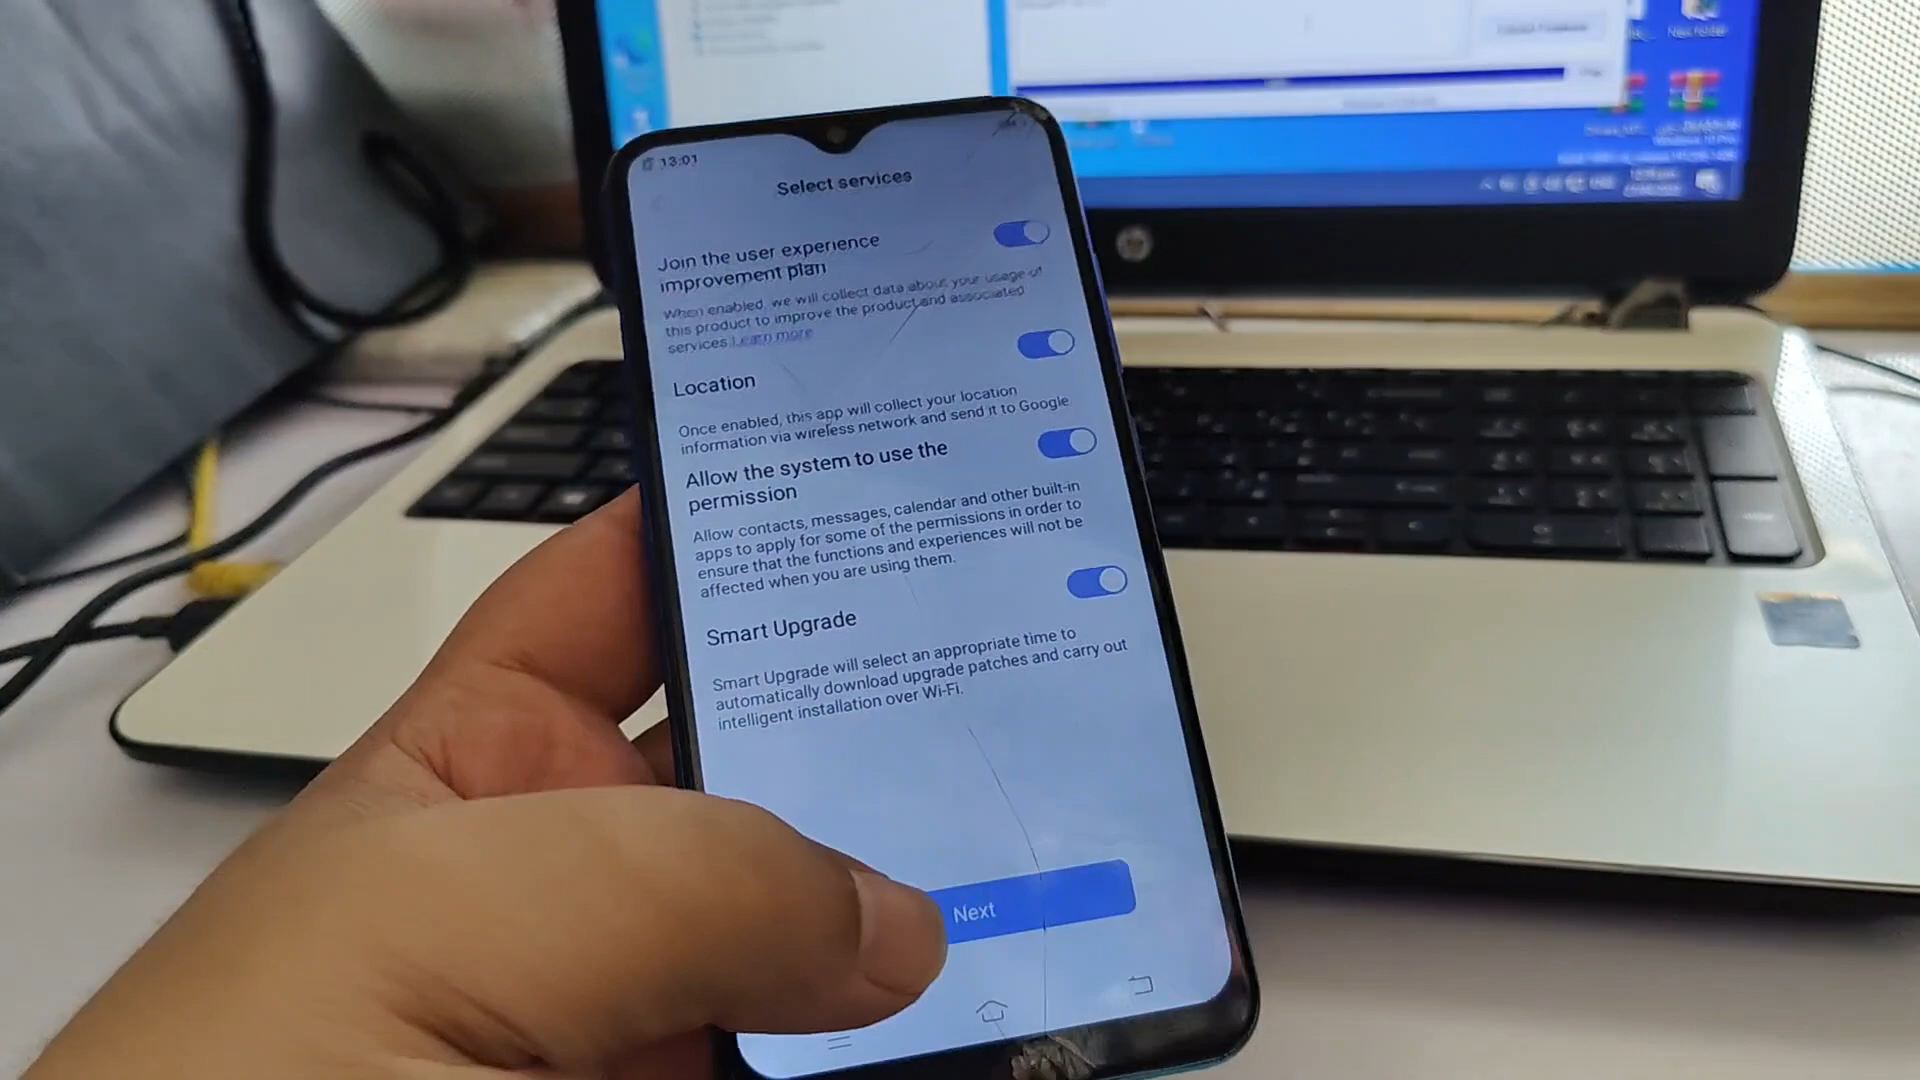 13:01
Select services
Join the user experience
improvement plan
When enabled, we will collect data about your usage of
this product to improve the product and associated
services Learn more
Location
Once enabled, this app will collect your location
information via wireless network and send it to Google
Allow the system to use the
permission
Allow contacts, messages, calendar and other built-in
apps to apply for some of the permissions in order to
ensure that the functions and experiences will not be
affected when you are using them.
Smart Upgrade
Smart Upgrade will select an appropriate time to
automatically download upgrade patches and carry out
intelligent installation over Wi-Fi.
Next
New folder
hp